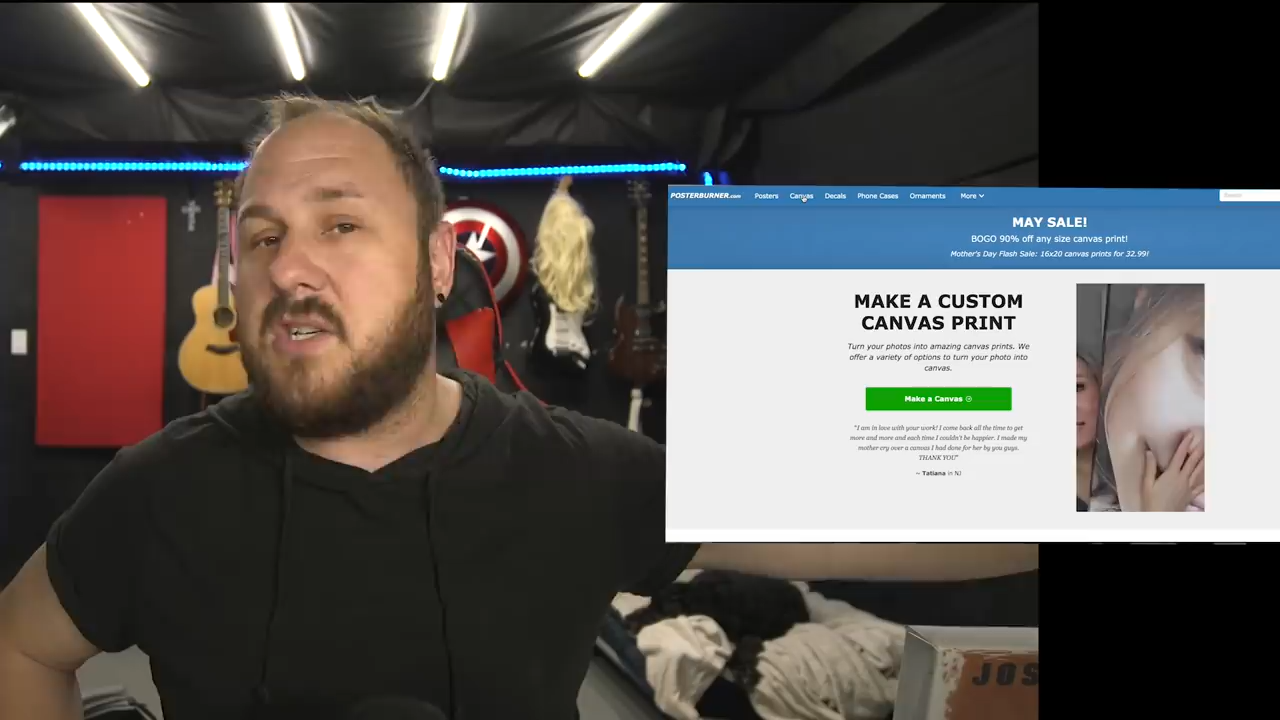 POSTERBURNER.com Posters Canvas Decals Phone Cases Ornaments More
Search
MAY SALE!
BOGO 90% off any size canvas print!
Mother's Day Flash Sale: 16x20 canvas prints for 32.99!
MAKE A CUSTOM
CANVAS PRINT
Turn your photos into amazing canvas prints. We
offer a variety of options to turn your photo into
canvas.
Make a Canvas
"I am in love with your work! I come back all the time to get
more and more and each time I couldn't be happier. I made my
mother cry over a canvas I had done for her by you guys.
THANK YOU"
~ Tatiana in NJ
JOS